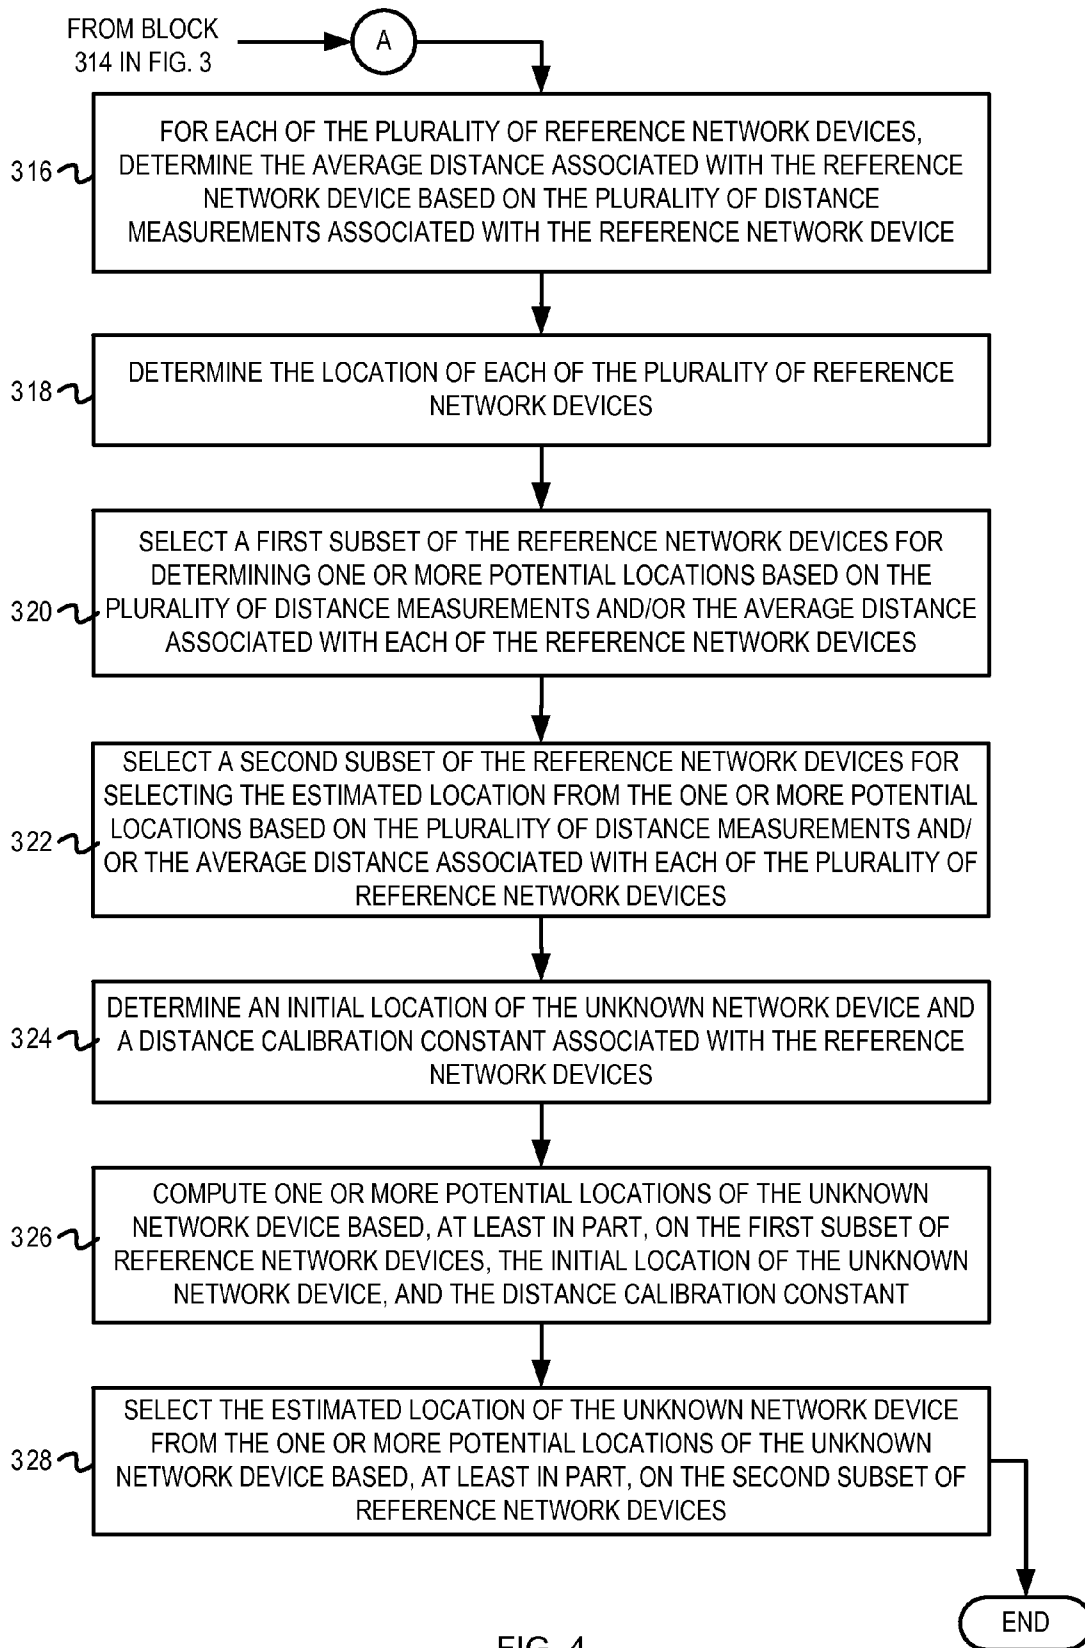 FROM BLOCK
314 IN FIG. 3
A
316
FOR EACH OF THE PLURALITY OF REFERENCE NETWORK DEVICES,
DETERMINE THE AVERAGE DISTANCE ASSOCIATED WITH THE REFERENCE
NETWORK DEVICE BASED ON THE PLURALITY OF DISTANCE
MEASUREMENTS ASSOCIATED WITH THE REFERENCE NETWORK DEVICE
318
DETERMINE THE LOCATION OF EACH OF THE PLURALITY OF REFERENCE
NETWORK DEVICES
320
SELECT A FIRST SUBSET OF THE REFERENCE NETWORK DEVICES FOR
DETERMINING ONE OR MORE POTENTIAL LOCATIONS BASED ON THE
PLURALITY OF DISTANCE MEASUREMENTS AND/OR THE AVERAGE DISTANCE
ASSOCIATED WITH EACH OF THE REFERENCE NETWORK DEVICES
322
SELECT A SECOND SUBSET OF THE REFERENCE NETWORK DEVICES FOR
SELECTING THE ESTIMATED LOCATION FROM THE ONE OR MORE POTENTIAL
LOCATIONS BASED ON THE PLURALITY OF DISTANCE MEASUREMENTS AND/
OR THE AVERAGE DISTANCE ASSOCIATED WITH EACH OF THE PLURALITY OF
REFERENCE NETWORK DEVICES
324
DETERMINE AN INITIAL LOCATION OF THE UNKNOWN NETWORK DEVICE AND
A DISTANCE CALIBRATION CONSTANT ASSOCIATED WITH THE REFERENCE
NETWORK DEVICES
326
COMPUTE ONE OR MORE POTENTIAL LOCATIONS OF THE UNKNOWN
NETWORK DEVICE BASED, AT LEAST IN PART, ON THE FIRST SUBSET OF
REFERENCE NETWORK DEVICES, THE INITIAL LOCATION OF THE UNKNOWN
NETWORK DEVICE, AND THE DISTANCE CALIBRATION CONSTANT
328
SELECT THE ESTIMATED LOCATION OF THE UNKNOWN NETWORK DEVICE
FROM THE ONE OR MORE POTENTIAL LOCATIONS OF THE UNKNOWN
NETWORK DEVICE BASED, AT LEAST IN PART, ON THE SECOND SUBSET OF
REFERENCE NETWORK DEVICES
END
FIG. 4